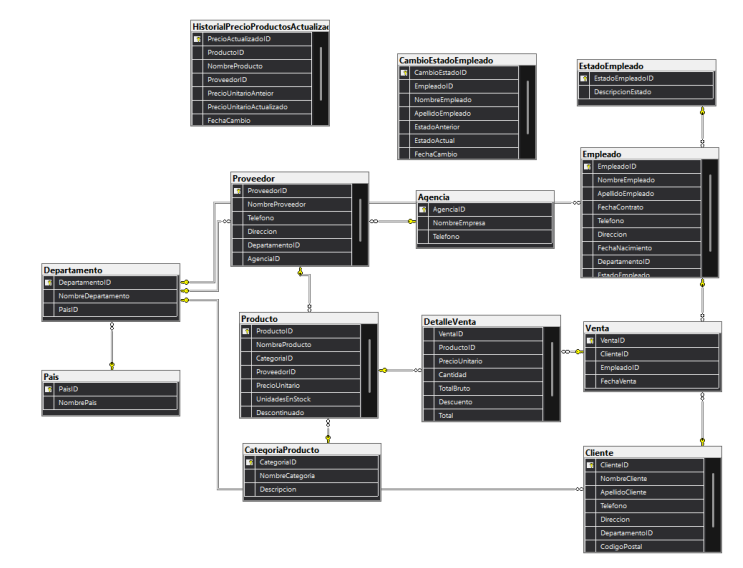 HistorialPrecioProductosActualizad
PrecioActualizadoID
ProductoID
NombreProducto
ProveedorID
PrecioUnitarioAnteior
PrecioUnitarioActualizado
FechaCambio
CambioEstadoEmpleado
CambioEstadoID
EmpleadoID
NombreEmpleado
ApellidoEmpleado
EstadoAnterior
EstadoActual
FechaCambio
EstadoEmpleado
EstadoEmpleadoID
DescripcionEstado
Proveedor
ProveedorID
NombreProveedor
Telefono
Direccion
DepartamentoID
AgenciaID
Agencia
AgenciaID
NombreEmpresa
Telefono
Empleado
EmpleadoID
NombreEmpleado
ApellidoEmpleado
FechaContrato
Telefono
Direccion
FechaNacimiento
DepartamentoID
EstadoEmpleado
Departamento
DepartamentoID
NombreDepartamento
PaisID
Producto
ProductoID
NombreProducto
CategoriaID
ProveedorID
PrecioUnitario
UnidadesEnStock
Descontinuado
DetalleVenta
VentaID
ProductoID
PrecioUnitario
Cantidad
TotalBruto
Descuento
Total
Venta
VentaID
ClienteID
EmpleadoID
FechaVenta
Pais
PaisID
NombrePais
CategoriaProducto
CategoriaID
NombreCategoria
Descripcion
Cliente
ClienteID
NombreCliente
ApellidoCliente
Telefono
Direccion
DepartamentoID
CodigoPostal